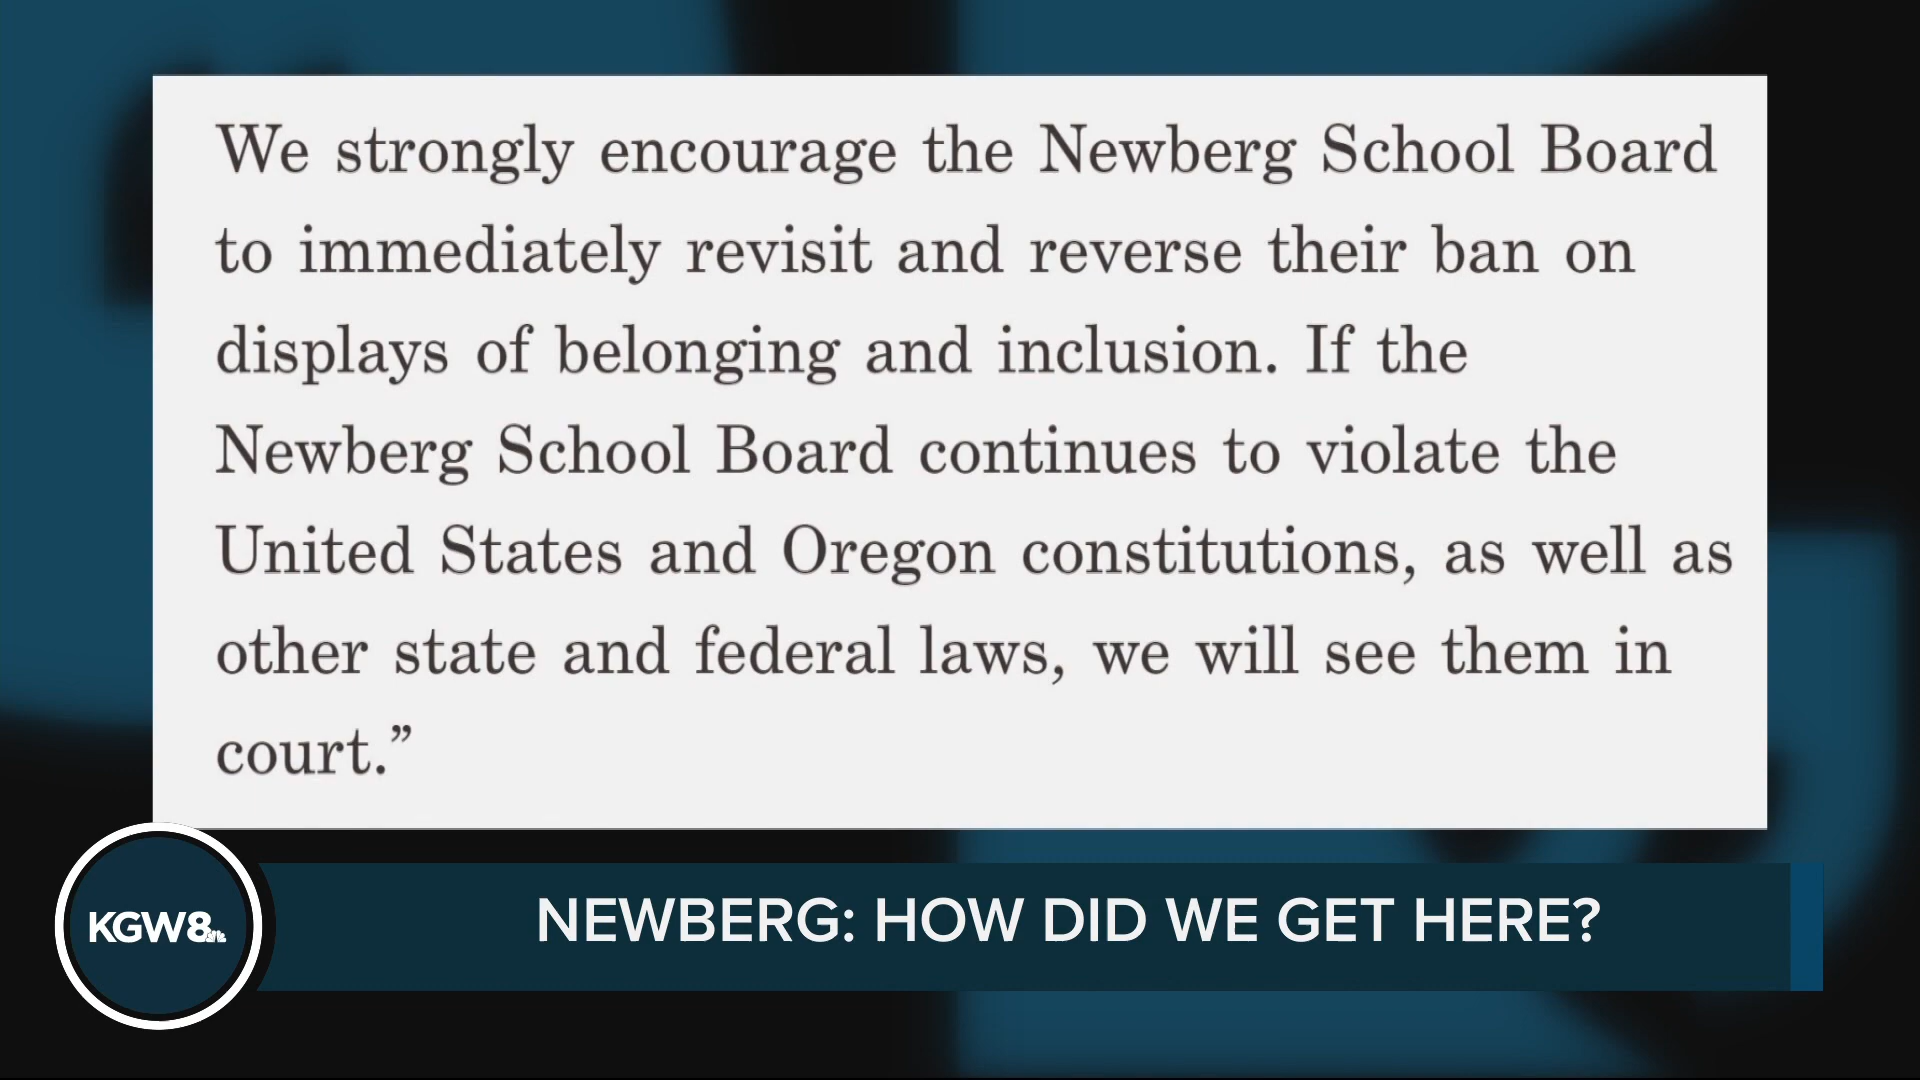 We strongly encourage the Newberg School Board
to immediately revisit and reverse their ban on
displays of belonging and inclusion. If the
Newberg School Board continues to violate the
United States and Oregon constitutions, as well as
other state and federal laws, we will see them in
court.”
KGW8
NEWBERG: HOW DID WE GET HERE?